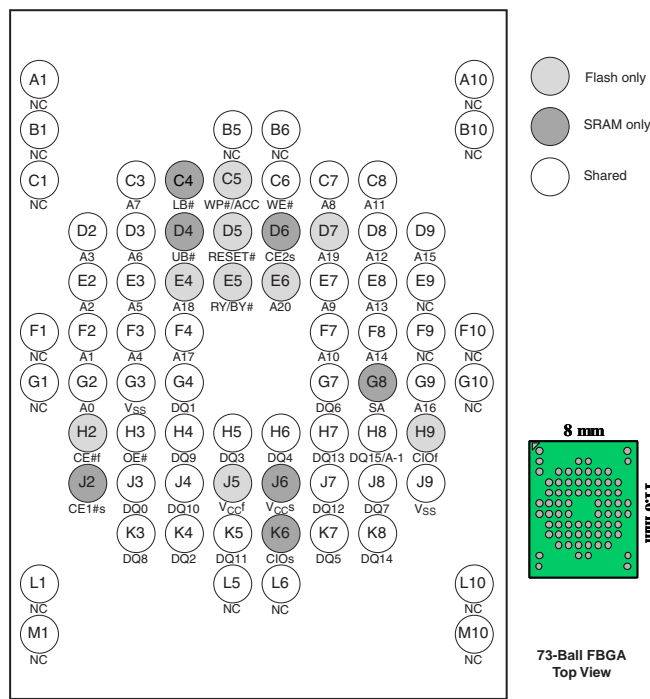 A1 A10
NC NC
B1 B5 B6 B10
NC NC NC NC
C1 C3 C4 C5 C6 C7 C8
NC A7 LB# WP#/ACC WE# A8 A11
D2 D3 D4 D5 D6 D7 D8 D9
A3 A6 UB# RESET# CE2s A19 A12 A15
E2 E3 E4 E5 E6 E7 E8 E9
A2 A5 A18 RY/BY# A20 A9 A13 NC
F1 F2 F3 F4 F7 F8 F9 F10
NC A1 A4 A17 A10 A14 NC NC
G1 G2 G3 G4 G7 G8 G9 G10
NC A0 VSS DQ1 DQ6 SA A16 NC
H2 H3 H4 H5 H6 H7 H8 H9
CE#f OE# DQ9 DQ3 DQ4 DQ13 DQ15/A-1 CIOf
J2 J3 J4 J5 J6 J7 J8 J9
CE1#s DQ0 DQ10 VCCf VCCs DQ12 DQ7 VSS
K3 K4 K5 K6 K7 K8
DQ8 DQ2 DQ11 CIOs DQ5 DQ14
L1 L5 L6 L10
NC NC NC NC
M1 M10
NC NC
Flash only
SRAM only
Shared
8 mm
73-Ball FBGA
Top View